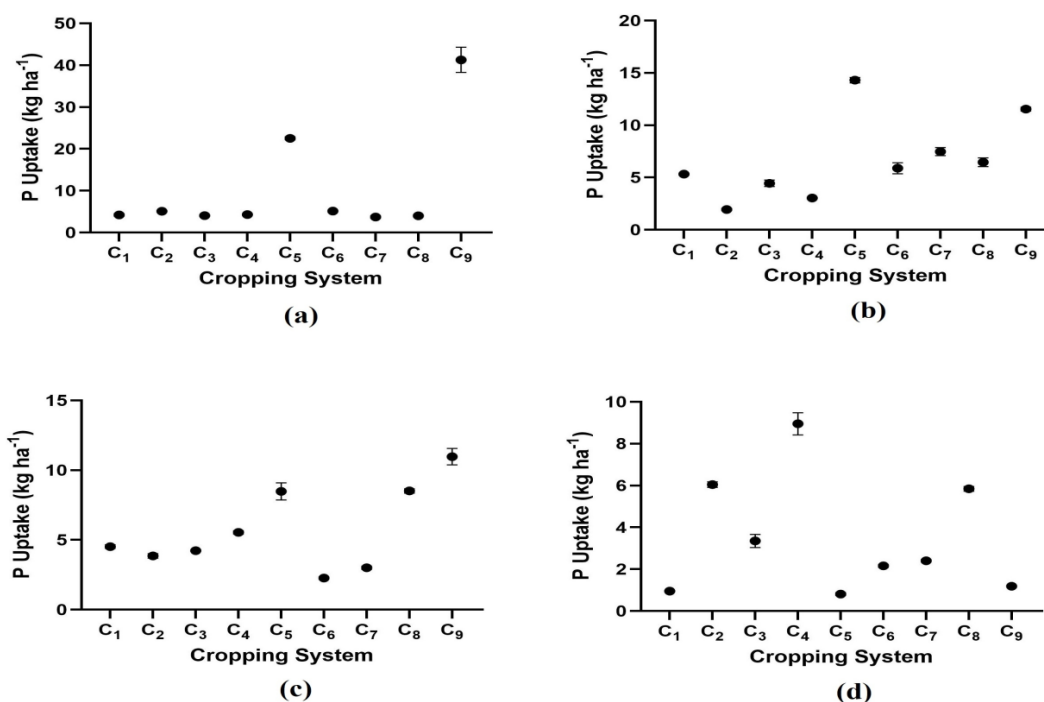 P Uptake (kg ha⁻¹)
50
40
30
20
10
0
C₁ C₂ C₃ C₄ C₅ C₆ C₇ C₈ C₉
Cropping System
(a)
P Uptake (kg ha⁻¹)
20
15
10
5
0
C₁ C₂ C₃ C₄ C₅ C₆ C₇ C₈ C₉
Cropping System
(b)
P Uptake (kg ha⁻¹)
15
10
5
0
C₁ C₂ C₃ C₄ C₅ C₆ C₇ C₈ C₉
Cropping System
(c)
P Uptake (kg ha⁻¹)
10
8
6
4
2
0
C₁ C₂ C₃ C₄ C₅ C₆ C₇ C₈ C₉
Cropping System
(d)